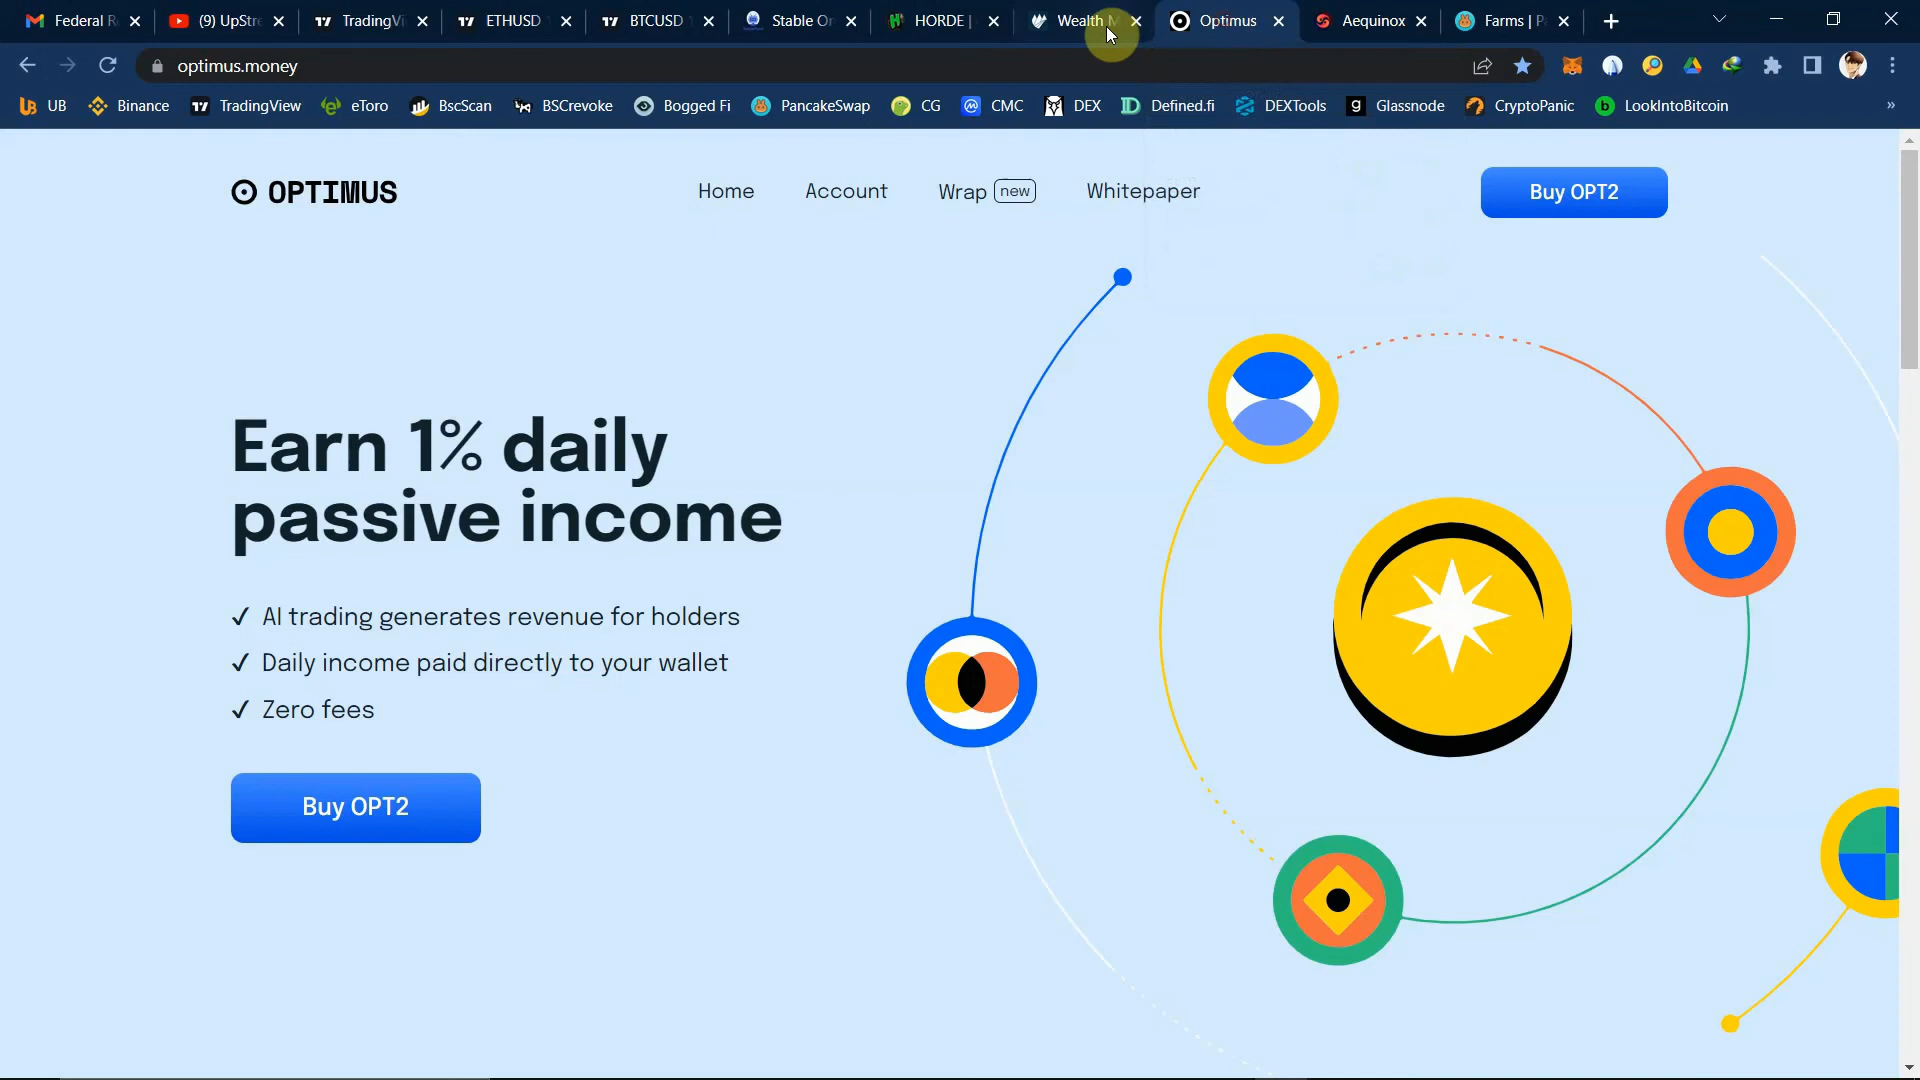 Federal R
(9) UpStre
TradingVi
ETHUSD
BTCUSD
Stable Or
HORDE |
Wealth M
Optimus
Aequinox
Farms | P
optimus.money
UB
Binance
TradingView
eToro
BscScan
BSCrevoke
Bogged Fi
PancakeSwap
CG
CMC
DEX
Defined.fi
DEXTools
Glassnode
CryptoPanic
LookIntoBitcoin
»
OPTIMUS
Home
Account
Wrap new
Whitepaper
Buy OPT2
Earn 1% daily
passive income
✓ AI trading generates revenue for holders
✓ Daily income paid directly to your wallet
✓ Zero fees
Buy OPT2